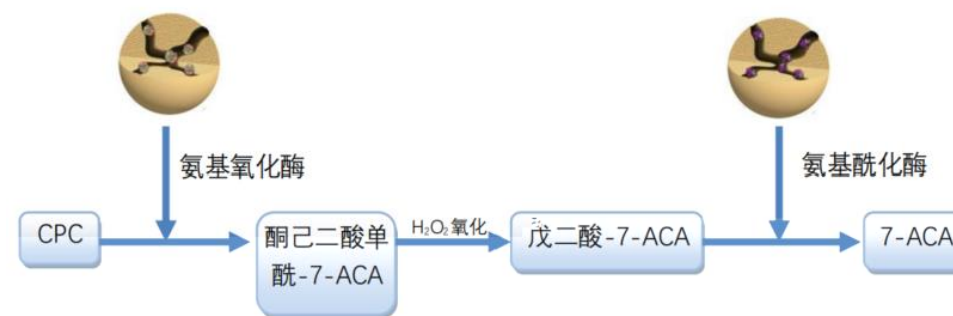 氨基氧化酶
氨基酰化酶
CPC
酮己二酸单
酰-7-ACA
H₂O₂氧化
戊二酸-7-ACA
7-ACA